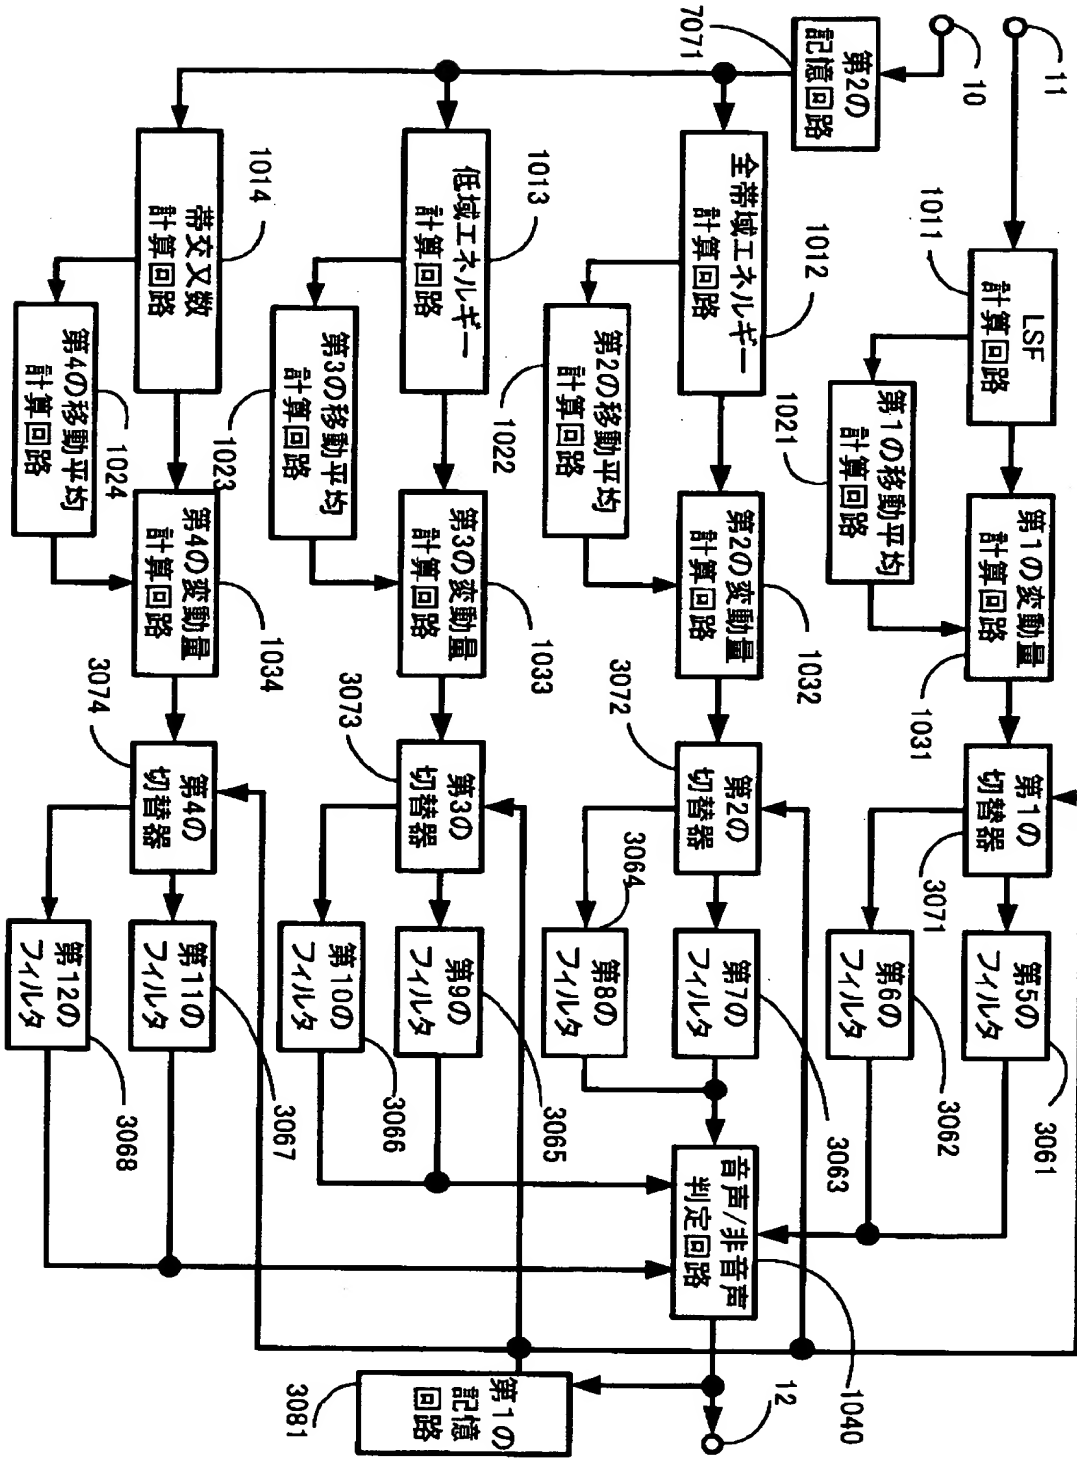 11
LSF
計算回路
1011
第1の移動平均
計算回路
1021
第1の変動量
計算回路
1031
第1の
切替器
3071
第5の
フィルタ
3061
第6の
フィルタ
3062
10
第2の
記憶回路
7071
全帯域エネルギー
計算回路
1012
第2の移動平均
計算回路
1022
第2の変動量
計算回路
1032
第2の
切替器
3072
第7の
フィルタ
3063
第8の
フィルタ
3064
音声/非音声
判定回路
1040
12
低域エネルギー
計算回路
1013
第3の移動平均
計算回路
1023
第3の変動量
計算回路
1033
第3の
切替器
3073
第9の
フィルタ
3065
第10の
フィルタ
3066
第1の
記憶
回路
3081
帯交叉数
計算回路
1014
第4の移動平均
計算回路
1024
第4の変動量
計算回路
1034
第4の
切替器
3074
第11の
フィルタ
3067
第12の
フィルタ
3068